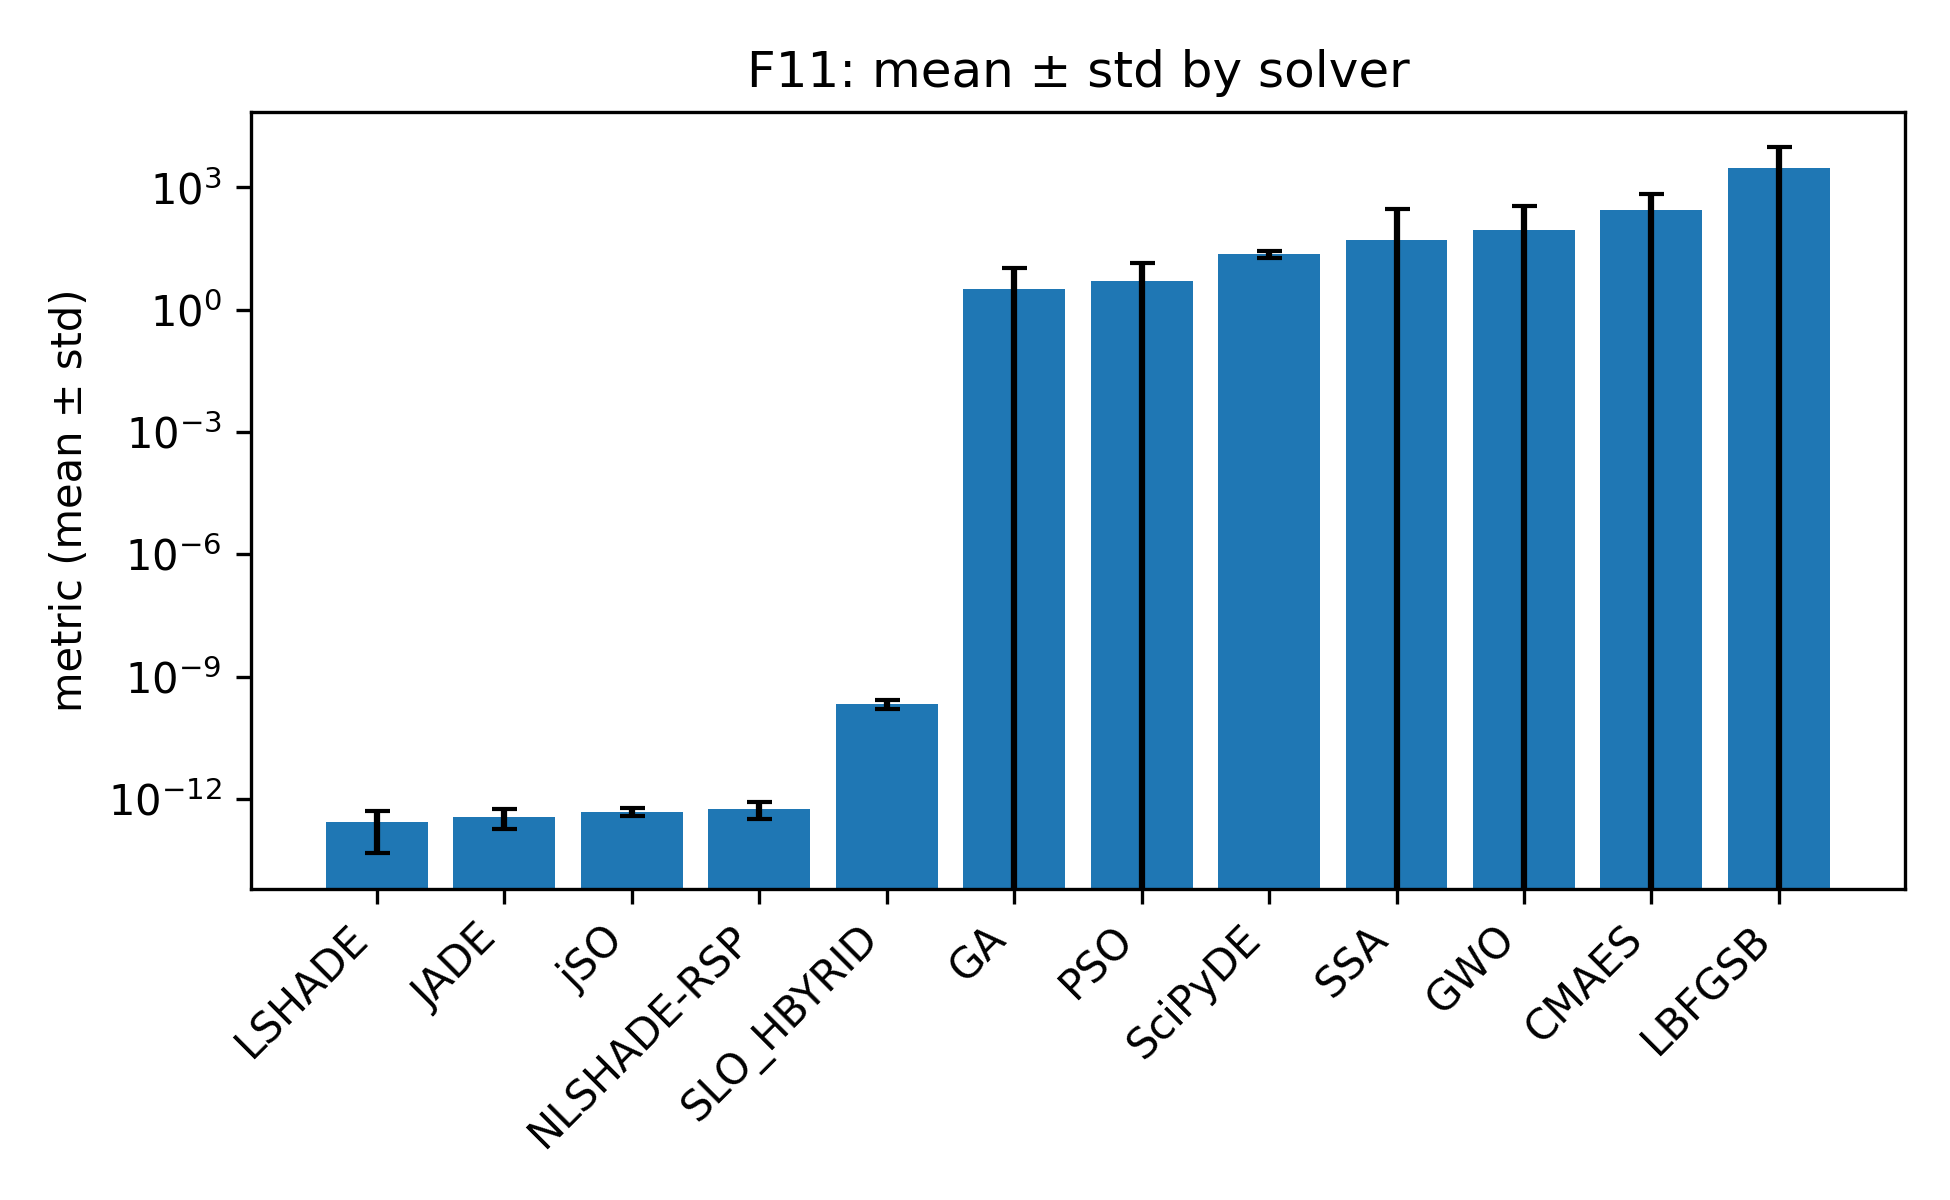 F11: mean ± std by solver
metric (mean ± std)
10³
10⁰
10⁻³
10⁻⁶
10⁻⁹
10⁻¹²
LSHADE
JADE
jSO
NLSHADE-RSP
SLO_HBYRID
GA
PSO
SciPyDE
SSA
GWO
CMAES
LBFGSB